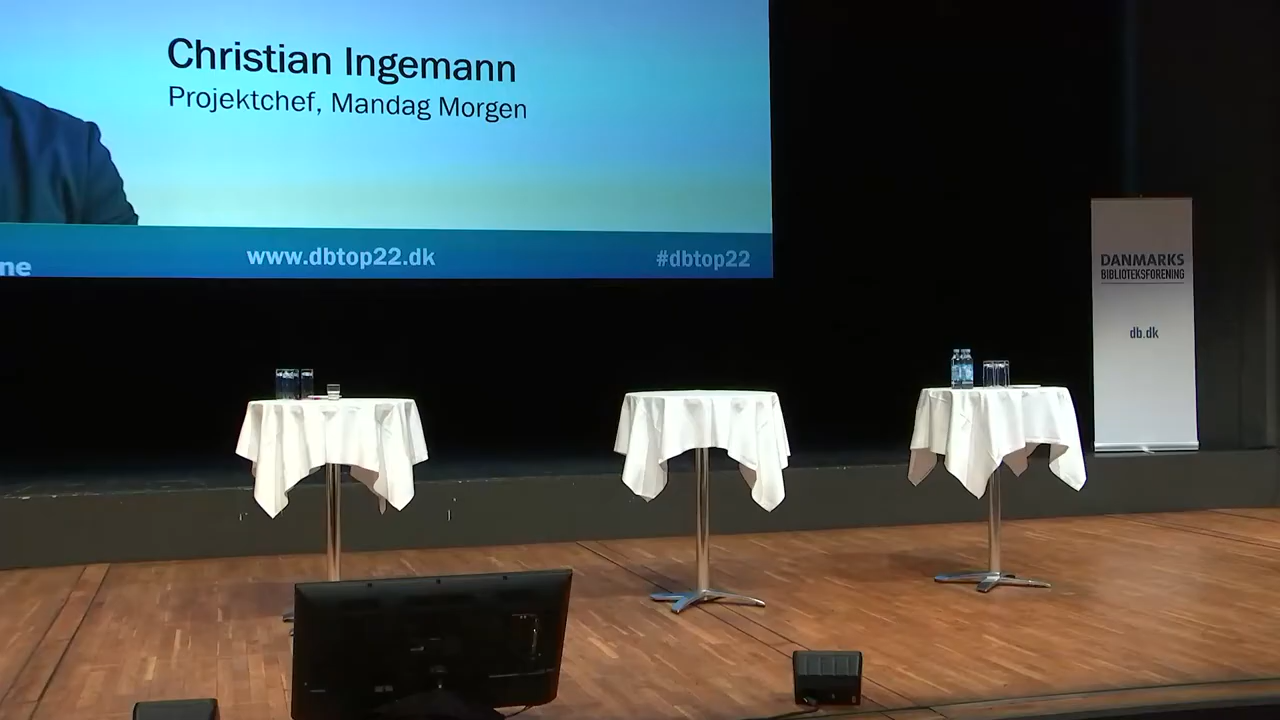 Christian Ingemann
Projektchef, Mandag Morgen
ne
www.dbtop22.dk
#dbtop22
DANMARKS
BIBLIOTEKSFORENING
db.dk